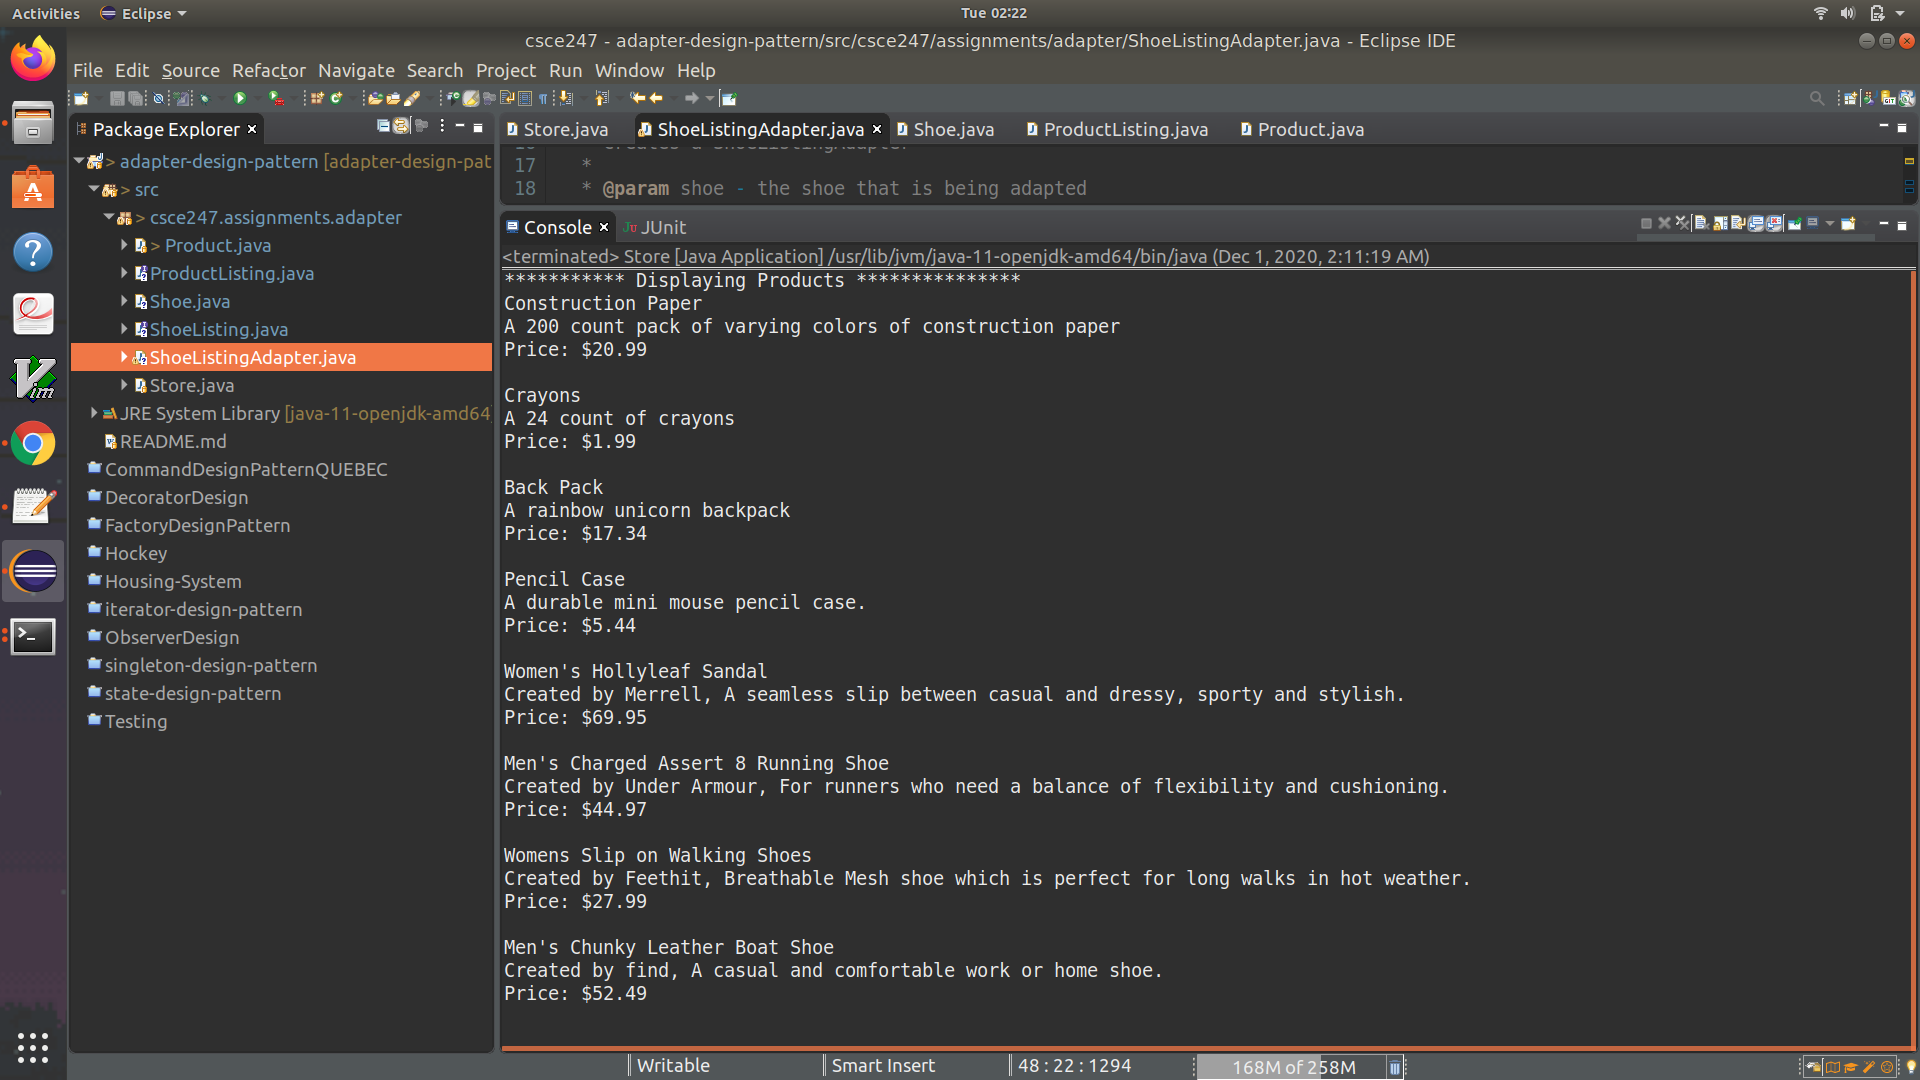 Activities Eclipse Tue 02:22
csce247 - adapter-design-pattern/src/csce247/assignments/adapter/ShoeListingAdapter.java - Eclipse IDE
File Edit Source Refactor Navigate Search Project Run Window Help
Package Explorer
> adapter-design-pattern [adapter-design-pat
> src
> csce247.assignments.adapter
> Product.java
ProductListing.java
Shoe.java
ShoeListing.java
ShoeListingAdapter.java
Store.java
JRE System Library [java-11-openjdk-amd64]
README.md
CommandDesignPatternQUEBEC
DecoratorDesign
FactoryDesignPattern
Hockey
Housing-System
iterator-design-pattern
ObserverDesign
singleton-design-pattern
state-design-pattern
Testing
Store.java ShoeListingAdapter.java Shoe.java ProductListing.java Product.java
17 *
18 * @param shoe - the shoe that is being adapted
Console JUnit
<terminated> Store [Java Application] /usr/lib/jvm/java-11-openjdk-amd64/bin/java (Dec 1, 2020, 2:11:19 AM)
*********** Displaying Products ***************
Construction Paper
A 200 count pack of varying colors of construction paper
Price: $20.99
Crayons
A 24 count of crayons
Price: $1.99
Back Pack
A rainbow unicorn backpack
Price: $17.34
Pencil Case
A durable mini mouse pencil case.
Price: $5.44
Women's Hollyleaf Sandal
Created by Merrell, A seamless slip between casual and dressy, sporty and stylish.
Price: $69.95
Men's Charged Assert 8 Running Shoe
Created by Under Armour, For runners who need a balance of flexibility and cushioning.
Price: $44.97
Womens Slip on Walking Shoes
Created by Feethit, Breathable Mesh shoe which is perfect for long walks in hot weather.
Price: $27.99
Men's Chunky Leather Boat Shoe
Created by find, A casual and comfortable work or home shoe.
Price: $52.49
Writable Smart Insert 48 : 22 : 1294 168M of 258M